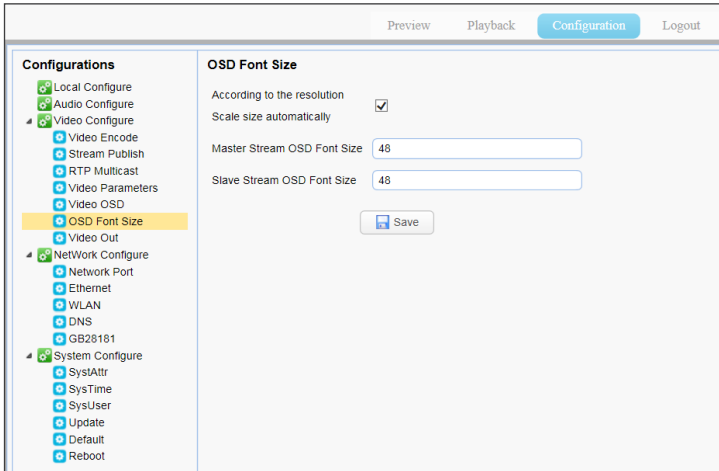 Preview Playback Configuration Logout
Configurations
Local Configure
Audio Configure
Video Configure
Video Encode
Stream Publish
RTP Multicast
Video Parameters
Video OSD
OSD Font Size
Video Out
NetWork Configure
Network Port
Ethernet
WLAN
DNS
GB28181
System Configure
SystAttr
SysTime
SysUser
Update
Default
Reboot
OSD Font Size
According to the resolution
Scale size automatically
Master Stream OSD Font Size 48
Slave Stream OSD Font Size 48
Save